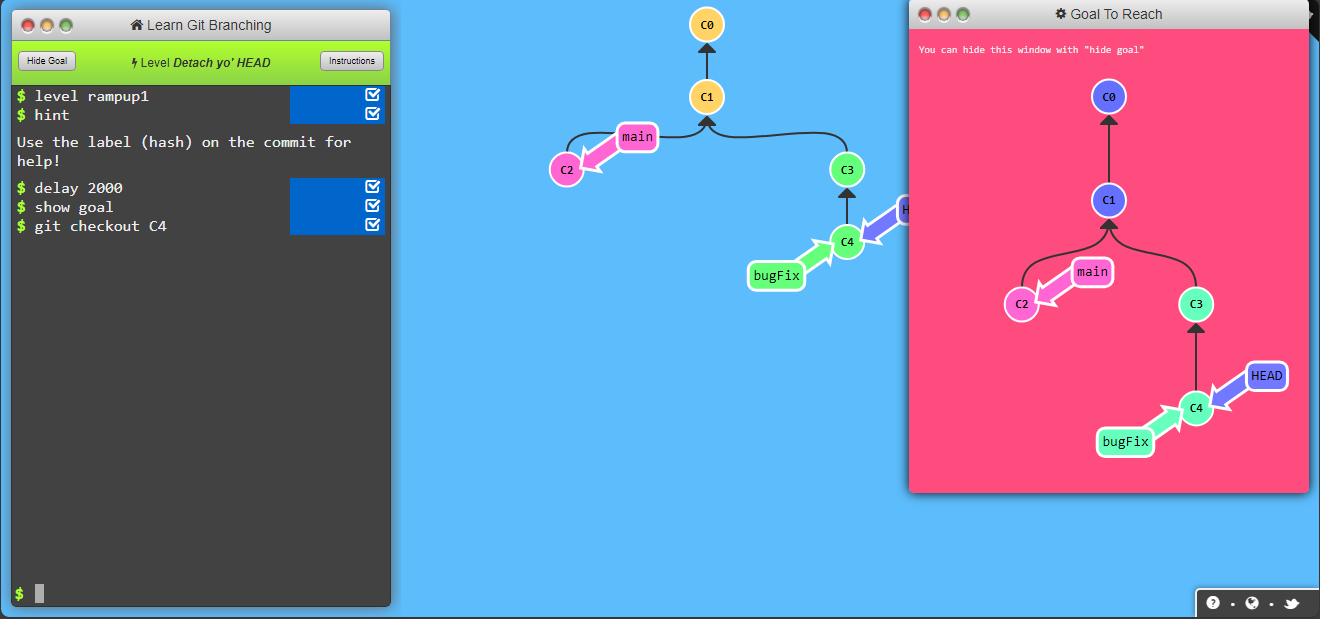 Learn Git Branching
Hide Goal
Level Detach yo' HEAD
Instructions
$ level rampup1
$ hint
Use the label (hash) on the commit for
help!
$ delay 2000
$ show goal
$ git checkout C4
$
C0
C1
main
C2
C3
C4
bugFix
Goal To Reach
You can hide this window with "hide goal"
C0
C1
main
C2
C3
HEAD
C4
bugFix